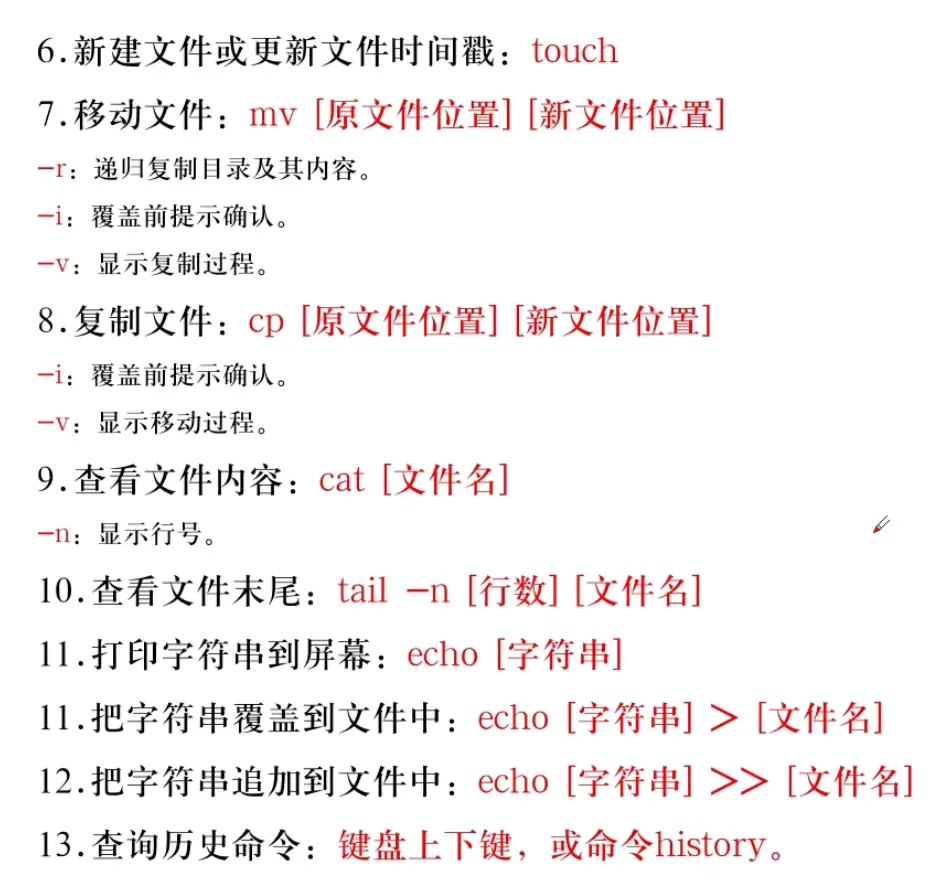 6.新建文件或更新文件时间戳：touch
7.移动文件：mv [原文件位置] [新文件位置]
-r：递归复制目录及其内容。
-i：覆盖前提示确认。
-v：显示复制过程。
8.复制文件：cp [原文件位置] [新文件位置]
-i：覆盖前提示确认。
-v：显示移动过程。
9.查看文件内容：cat [文件名]
-n：显示行号。
10.查看文件末尾：tail -n [行数] [文件名]
11.打印字符串到屏幕：echo [字符串]
11.把字符串覆盖到文件中：echo [字符串] > [文件名]
12.把字符串追加到文件中：echo [字符串] >> [文件名]
13.查询历史命令：键盘上下键，或命令history。